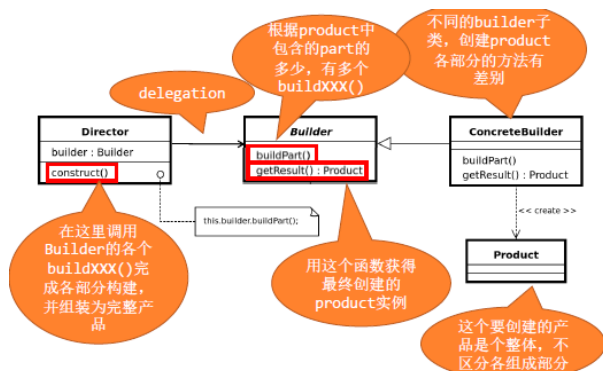 根据product中
包含的part的
多少，有多个
buildXXX()
不同的builder子
类，创建product
各部分的方法有
差别
delegation
Director
builder : Builder
construct()
Builder
buildPart()
getResult() : Product
ConcreteBuilder
buildPart()
getResult() : Product
this.builder.buildPart();
<< create >>
Product
在这里调用
Builder的各个
buildXXX()完
成各部分构建，
并组装为完整产
品
用这个函数获得
最终创建的
product实例
这个要创建的产
品是个整体，不
区分各组成部分